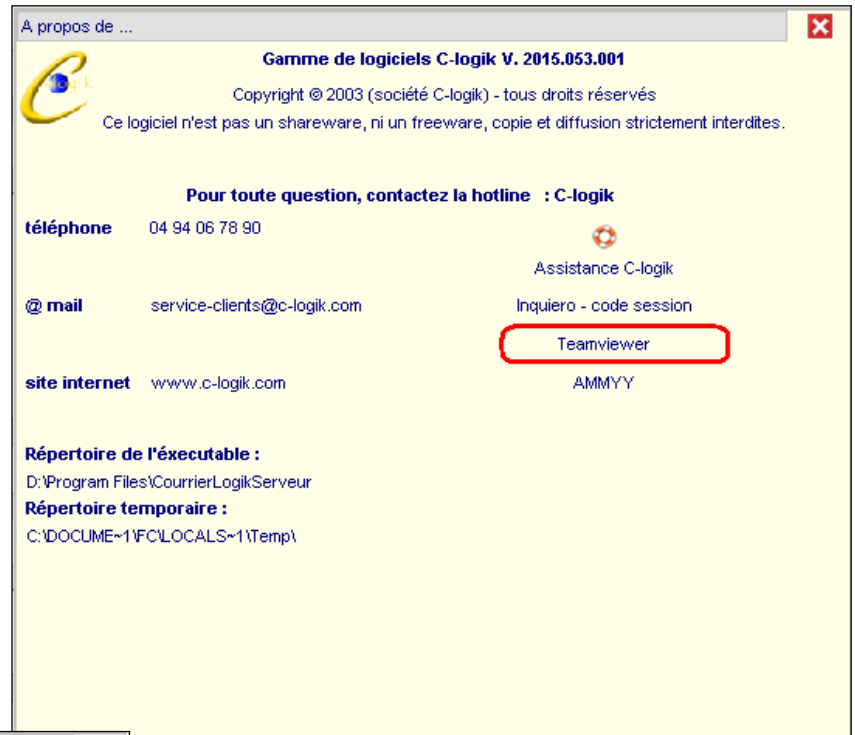 A propos de ...
Gamme de logiciels C-logik V. 2015.053.001
Copyright © 2003 (société C-logik) - tous droits réservés
Ce logiciel n'est pas un shareware, ni un freeware, copie et diffusion strictement interdites.
Pour toute question, contactez la hotline : C-logik
téléphone 04 94 06 78 90
Assistance C-logik
@ mail service-clients@c-logik.com Inquiero - code session
Teamviewer
site internet www.c-logik.com AMMYY
Répertoire de l'éxecutable :
D:\Program Files\CourrierLogikServeur
Répertoire temporaire :
C:\DOCUME~1\FC\LOCALS~1\Temp\